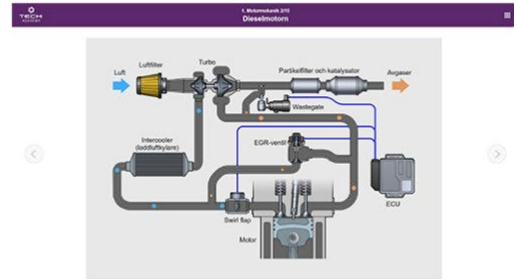 TECH
1. Motormekanik 2/15
Dieselmotorn
Luft
Luftfilter
Turbo
Partikelfilter och katalysator
Avgaser
Wastegate
Intercooler
(laddluftkylare)
EGR-ventil
ECU
Swirl flap
Motor